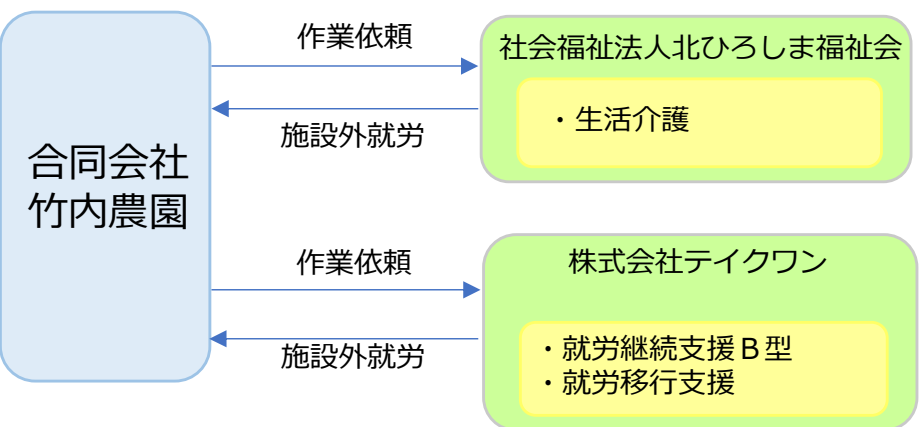 合同会社
竹内農園
作業依頼
施設外就労
社会福祉法人北ひろしま福祉会
・生活介護
作業依頼
施設外就労
株式会社テイクワン
・就労継続支援Ｂ型
・就労移行支援